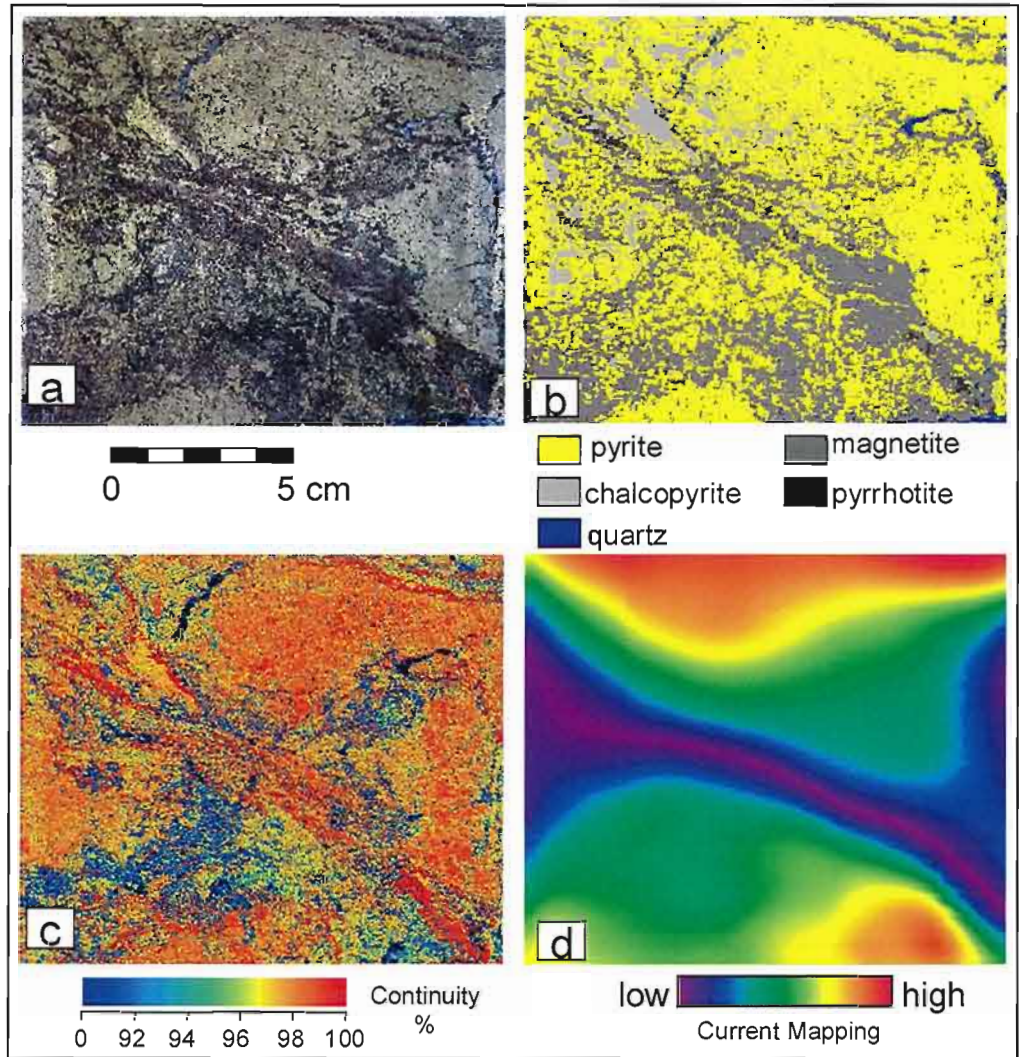 a
b
0 5 cm
pyrite magnetite
chalcopyrite pyrrhotite
quartz
c
d
0 92 94 96 98 100
Continuity
%
low high
Current Mapping